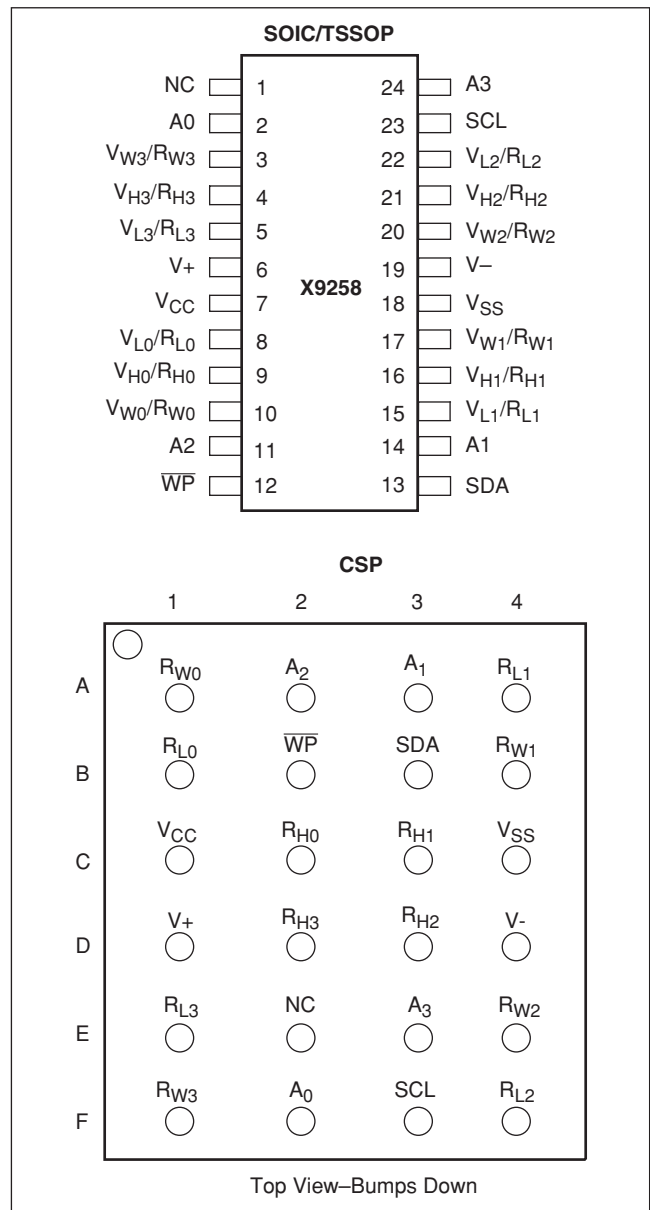 SOIC/TSSOP
NC 1 24 A3
A0 2 23 SCL
VW3/RW3 3 22 VL2/RL2
VH3/RH3 4 21 VH2/RH2
VL3/RL3 5 20 VW2/RW2
V+ 6 19 V–
X9258
VCC 7 18 VSS
VL0/RL0 8 17 VW1/RW1
VH0/RH0 9 16 VH1/RH1
VW0/RW0 10 15 VL1/RL1
A2 11 14 A1
W̅P̅ 12 13 SDA
CSP
1 2 3 4
A RW0 A2 A1 RL1
B RL0 W̅P̅ SDA RW1
C VCC RH0 RH1 VSS
D V+ RH3 RH2 V-
E RL3 NC A3 RW2
F RW3 A0 SCL RL2
Top View–Bumps Down